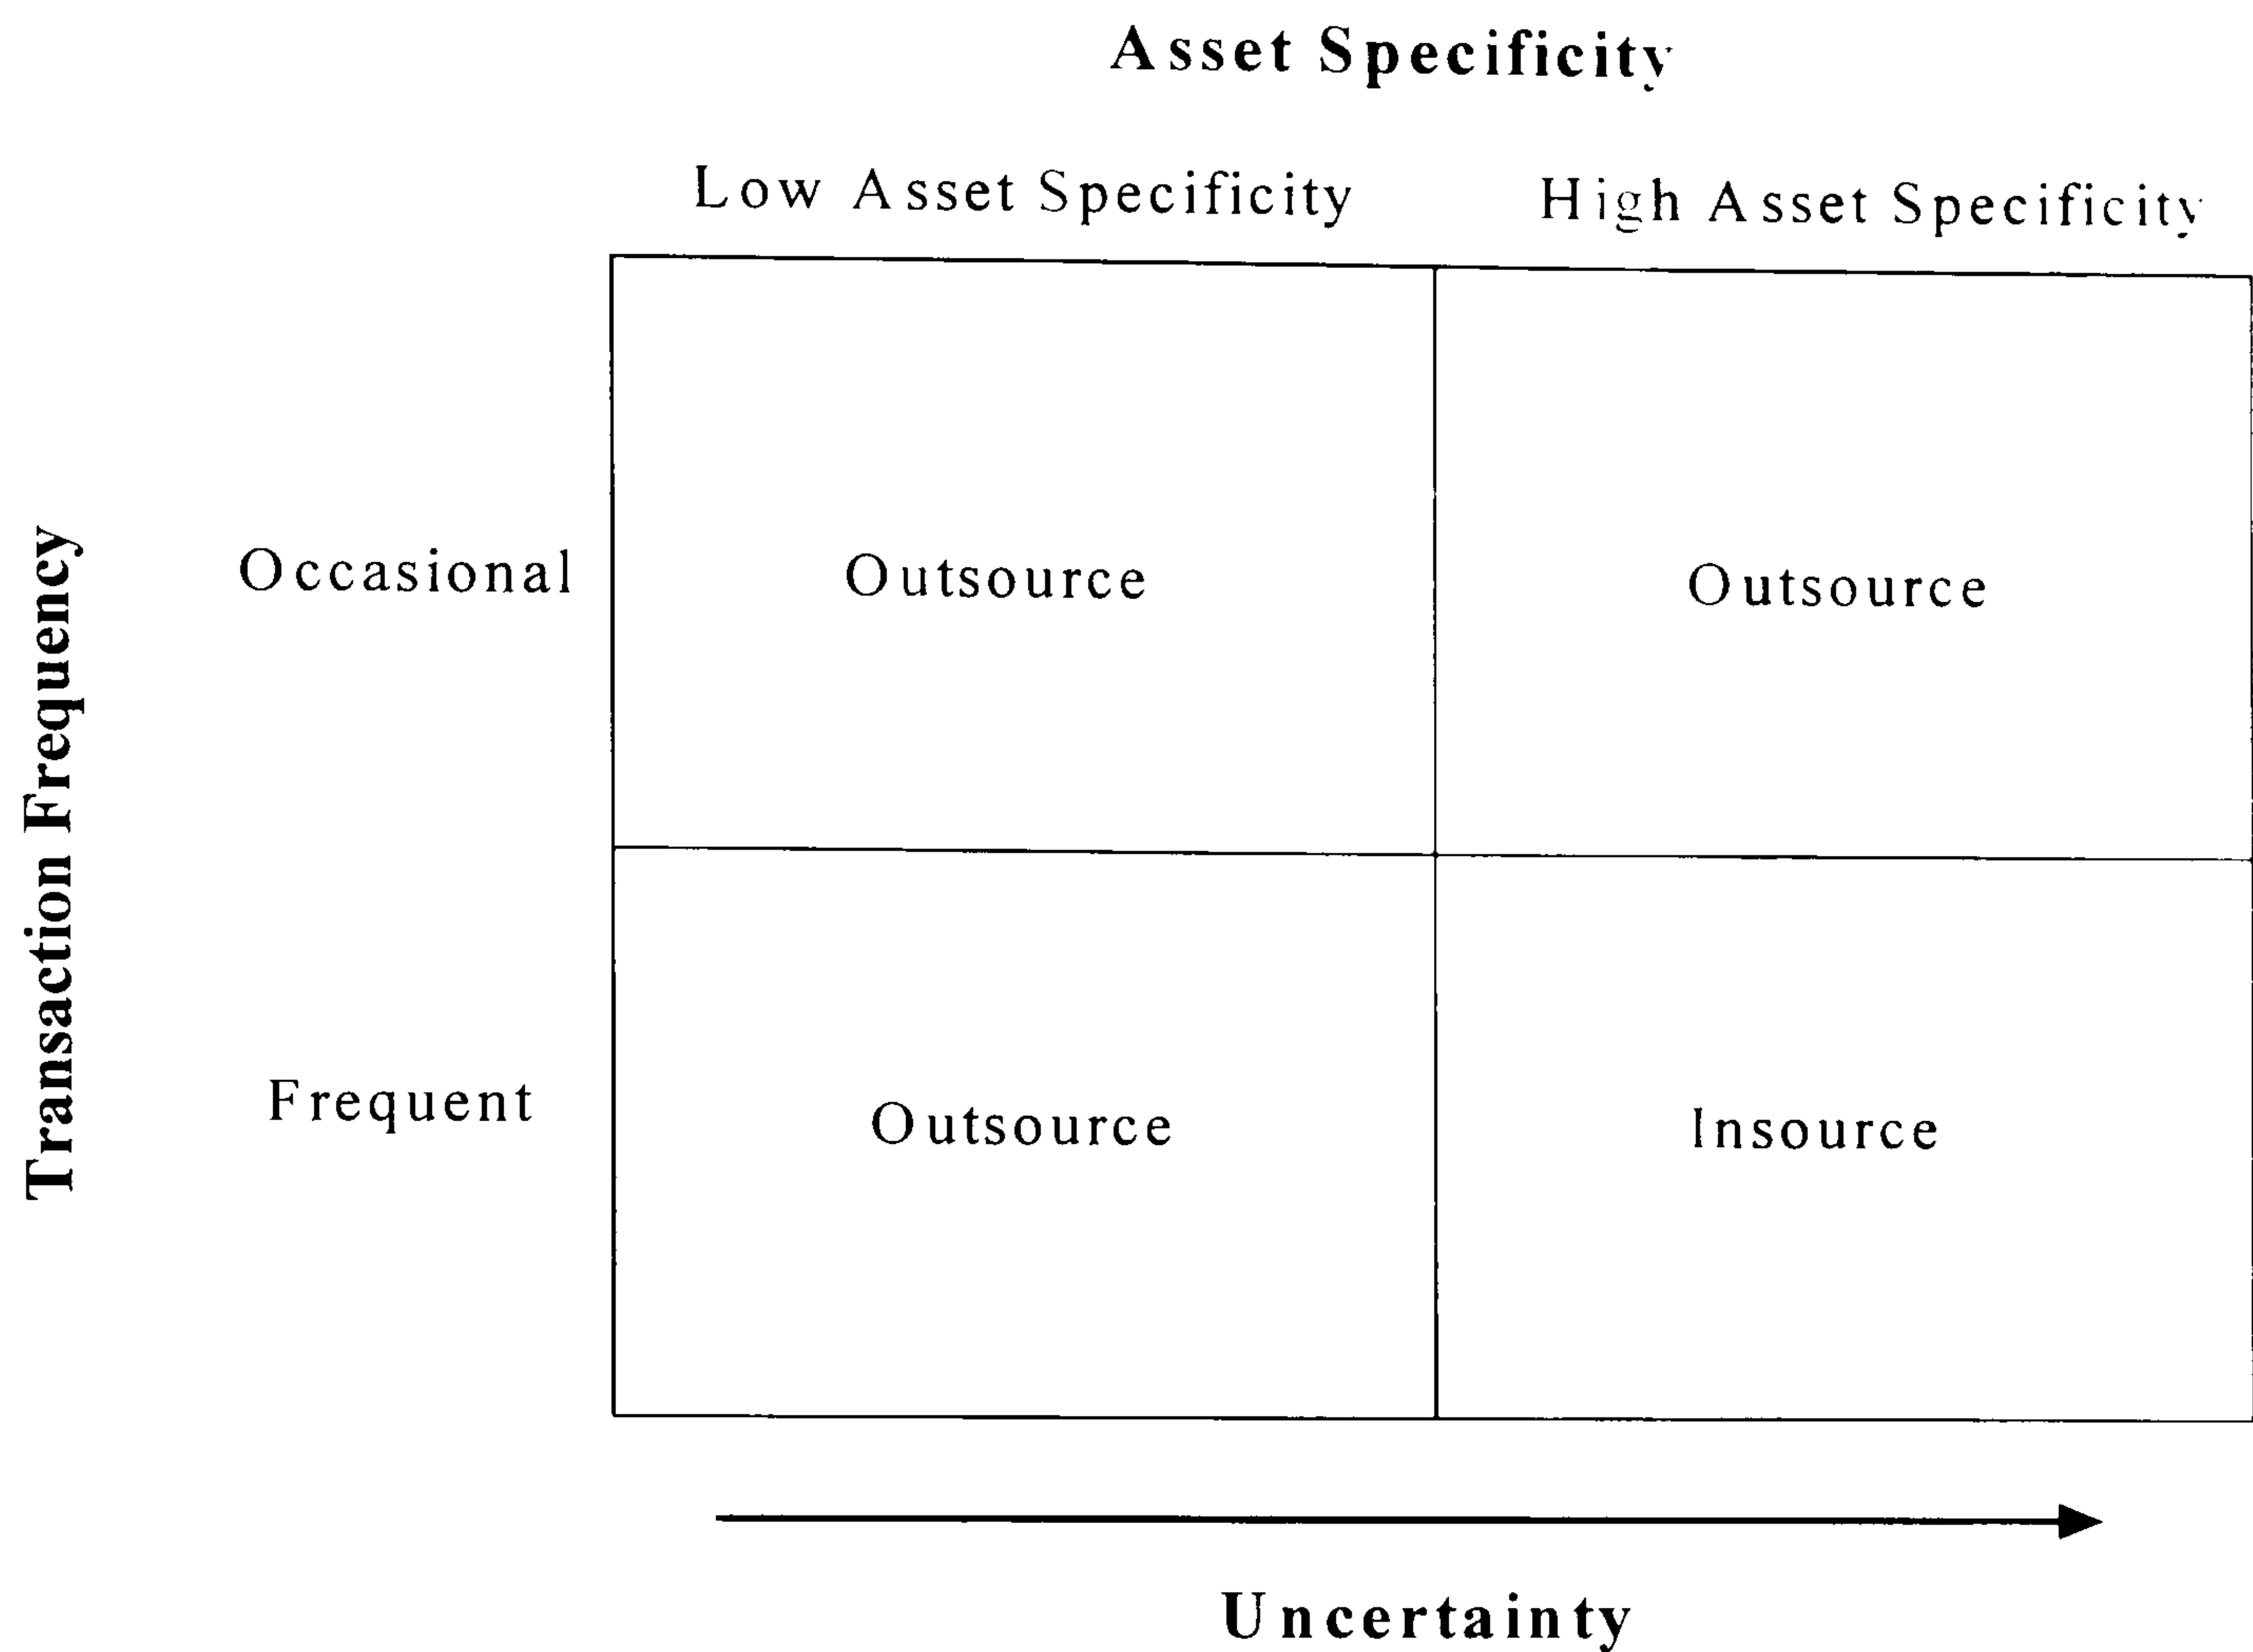 Asset Specificity
Low Asset Specificity
High Asset Specificity
Transaction Frequency
Occasional
Outsource
Outsource
Frequent
Outsource
Insource
Uncertainty